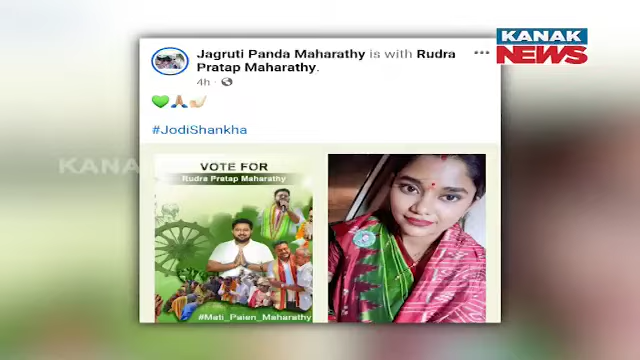 KANAK
NEWS
Jagruti Panda Maharathy is with Rudra
Pratap Maharathy.
4h ·
#JodiShankha
KANAK
VOTE FOR
Rudra Pratap Maharathy
#Mati_Paien_Maharathy